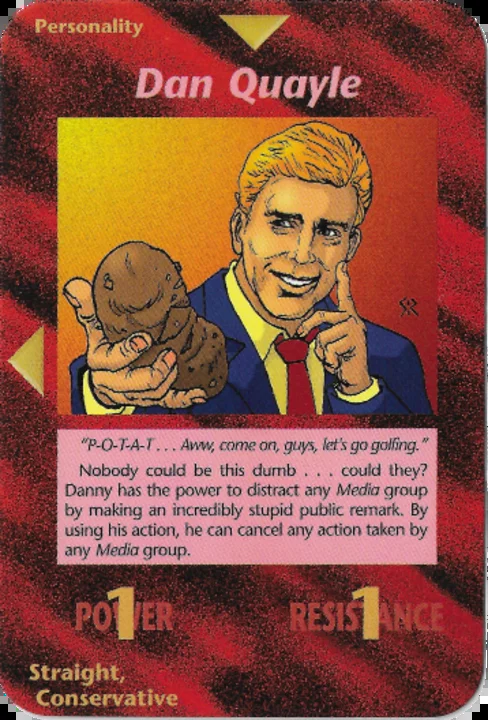 Personality
Dan Quayle
"P-O-T-A-T . . . Aww, come on, guys, let's go golfing."
Nobody could be this dumb . . . could they?
Danny has the power to distract any Media group
by making an incredibly stupid public remark. By
using his action, he can cancel any action taken by
any Media group.
1 POWER 1 RESISTANCE
Straight,
Conservative